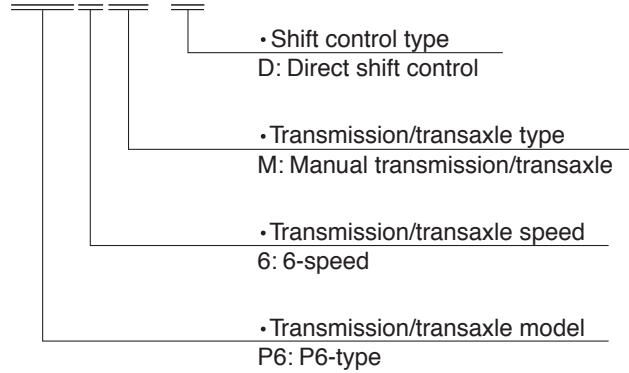 •Shift control type
D: Direct shift control
•Transmission/transaxle type
M: Manual transmission/transaxle
•Transmission/transaxle speed
6: 6-speed
•Transmission/transaxle model
P6: P6-type